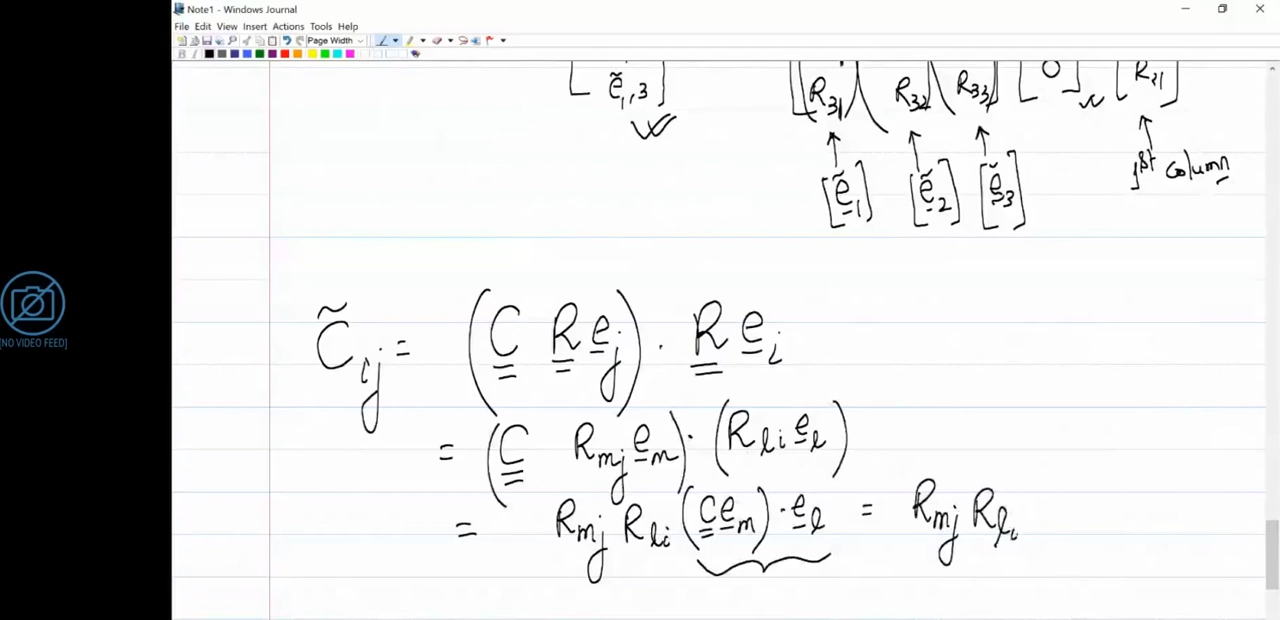 Note1 - Windows Journal
File Edit View Insert Actions Tools Help
Page Width
B I
ẽ₁,₃
R₃₁ R₃₂ R₃₃ 0 R₃₁
1st column
[ẽ₁] [ẽ₂] [ẽ₃]
C̃ᵢⱼ = (C R eⱼ) · R eᵢ
= (C Rₘⱼ eₘ) · (Rₗᵢ eₗ)
= Rₘⱼ Rₗᵢ (C eₘ) · eₗ = Rₘⱼ Rₗᵢ
[NO VIDEO FEED]